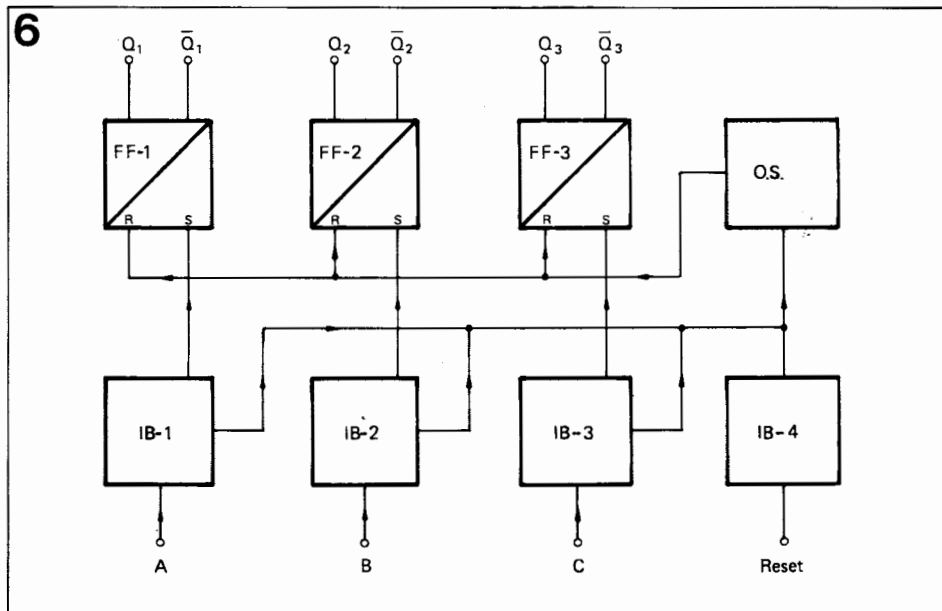 6
Q1 Q̅1 Q2 Q̅2 Q3 Q̅3
FF-1 FF-2 FF-3 O.S.
R S R S R S
IB-1 IB-2 IB-3 IB-4
A B C Reset